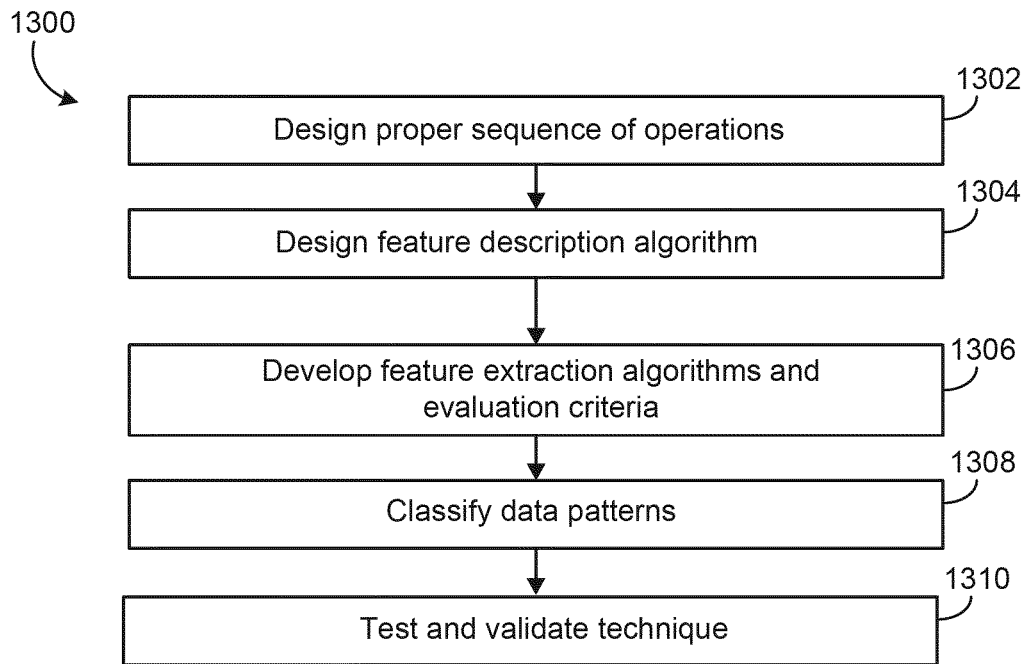 1300
1302
Design proper sequence of operations
1304
Design feature description algorithm
1306
Develop feature extraction algorithms and
evaluation criteria
1308
Classify data patterns
1310
Test and validate technique